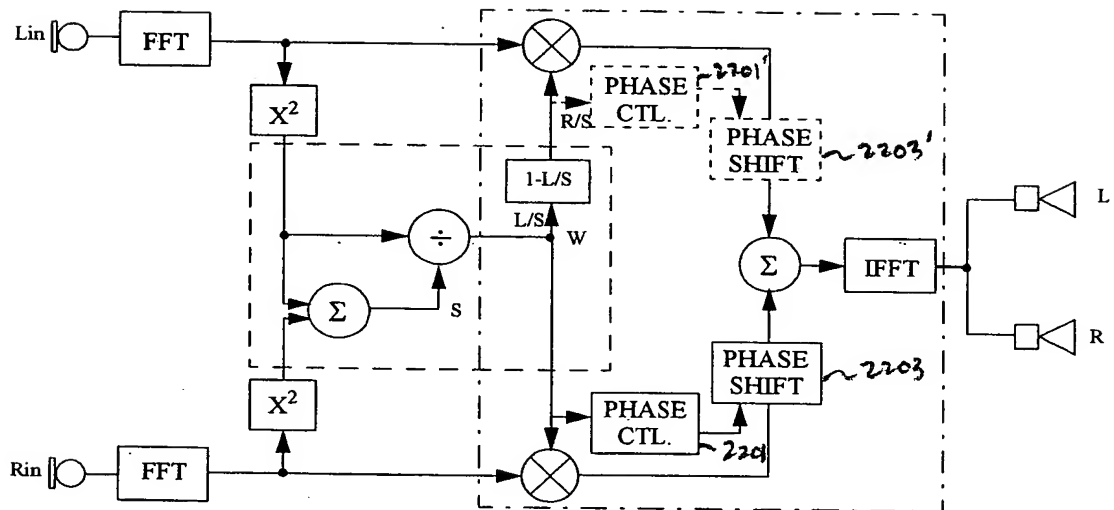 Lin
FFT
X²
PHASE
CTL.
2201'
R/S
PHASE
SHIFT
2203'
1-L/S
L/S
÷
W
Σ
S
Σ
IFFT
L
R
X²
PHASE
SHIFT
2203
PHASE
CTL.
2201
Rin
FFT